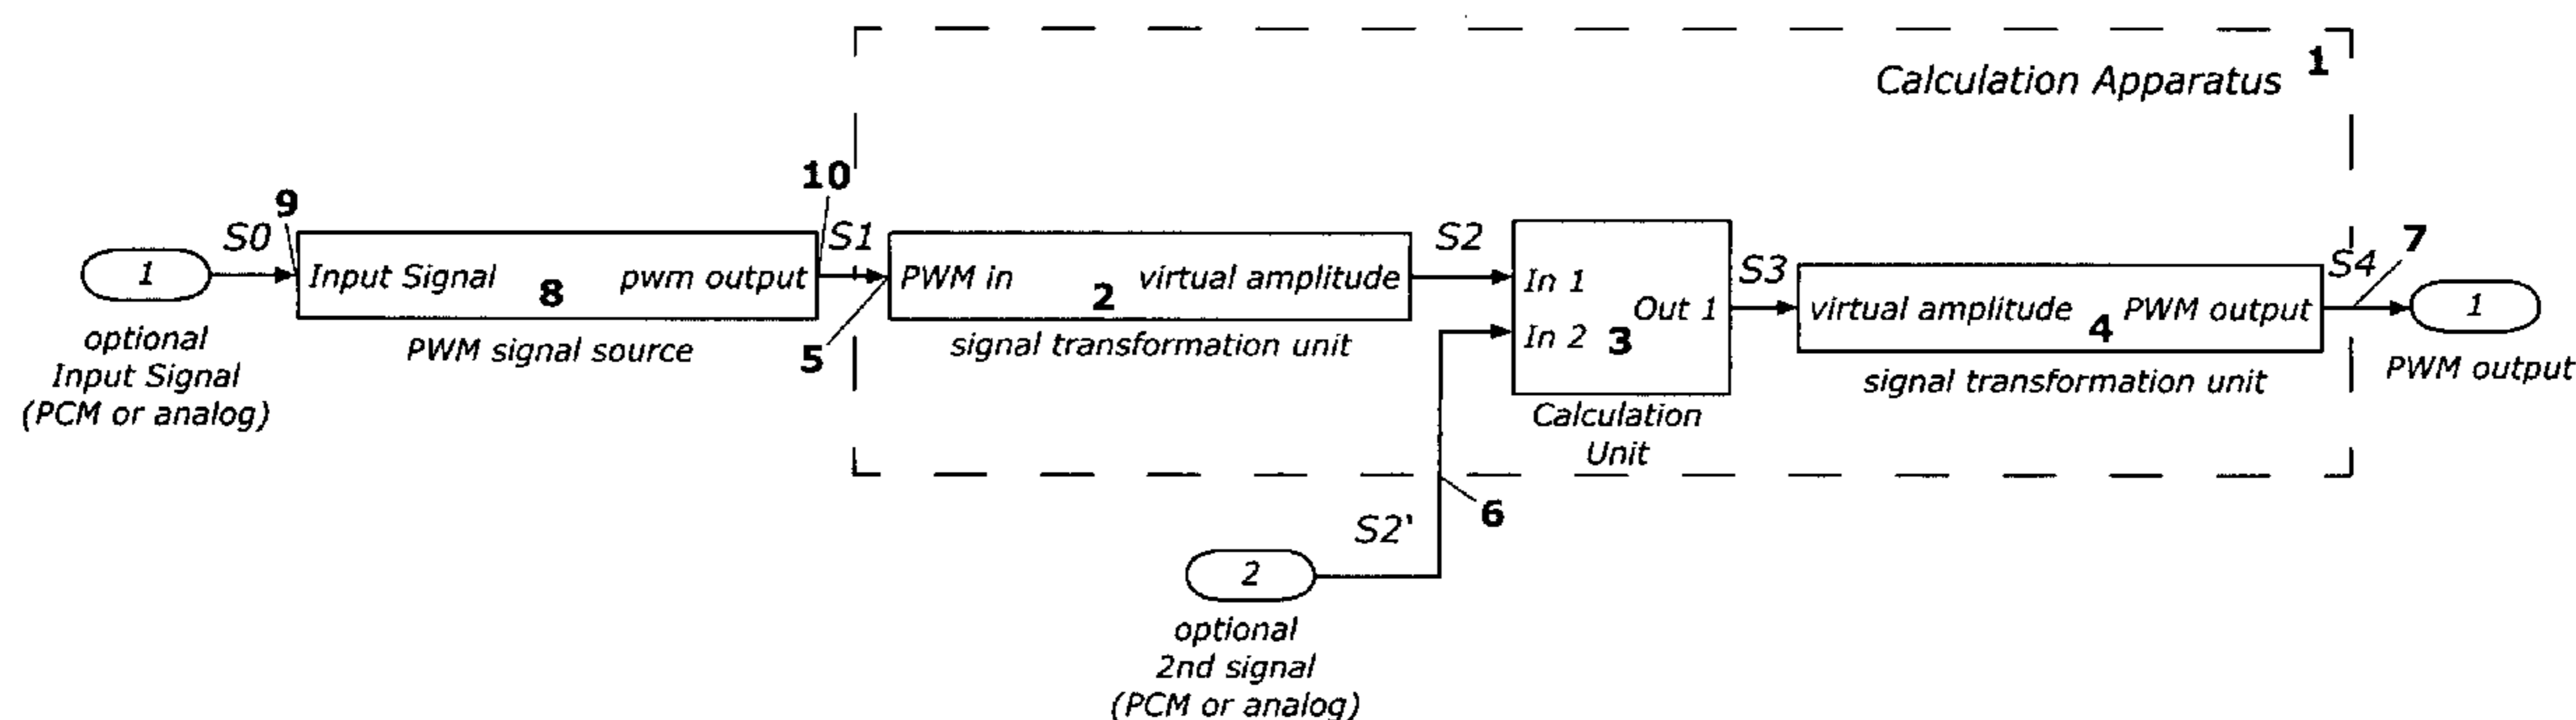 Calculation Apparatus 1
10
9
S0
S1
S2
S3
S4
7
1
Input Signal 8 pwm output
PWM in 2 virtual amplitude
In 1
Out 1
In 2 3
virtual amplitude 4 PWM output
1
optional
Input Signal
(PCM or analog)
PWM signal source
5
signal transformation unit
Calculation
Unit
signal transformation unit
PWM output
6
S2'
2
optional
2nd signal
(PCM or analog)